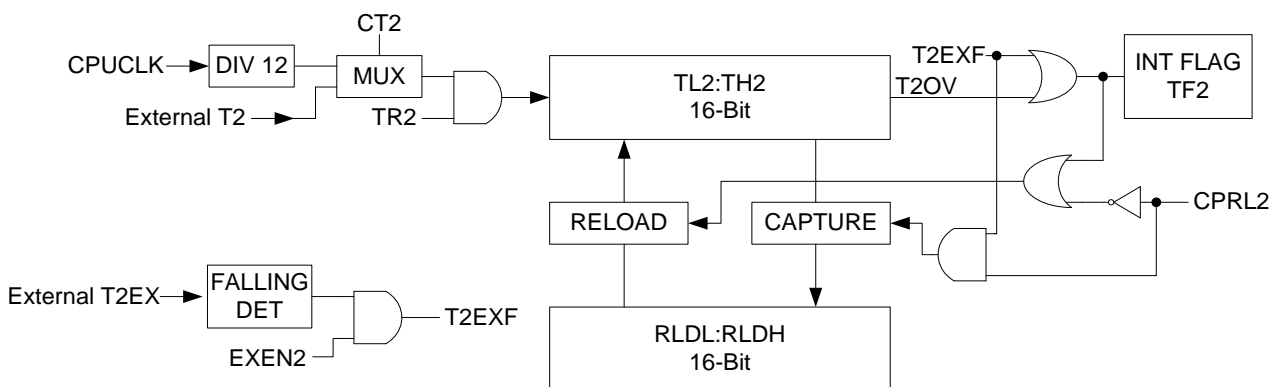 CT2
CPUCLK
DIV 12
MUX
External T2
TR2
TL2:TH2
16-Bit
T2EXF
T2OV
INT FLAG
TF2
RELOAD
CAPTURE
CPRL2
External T2EX
FALLING
DET
EXEN2
T2EXF
RLDL:RLDH
16-Bit